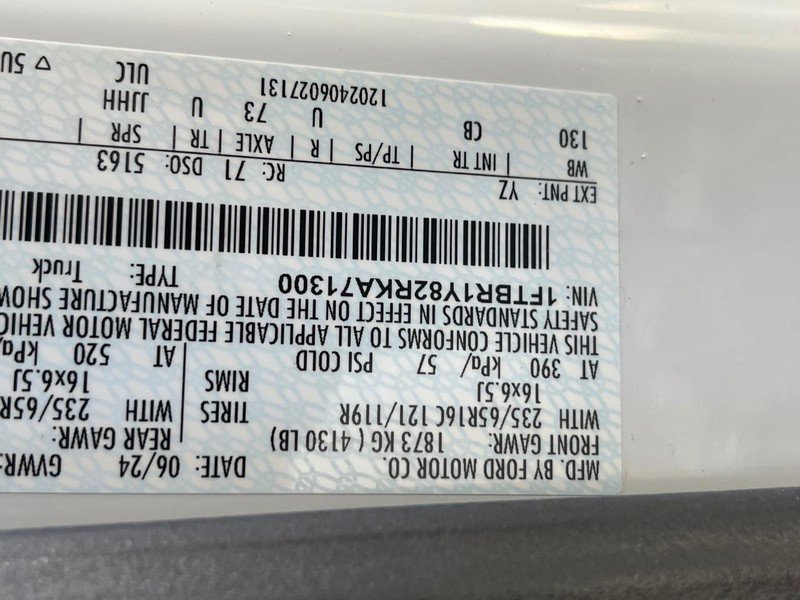 MFD. BY FORD MOTOR CO. DATE: 06/24 GVWR:
FRONT GAWR: 1873 KG ( 4130 LB) REAR GAWR:
WITH 235/65R16C 121/119R TIRES WITH 235/65R
16x6.5J RIMS 16x6.5J
AT 390 kPa/ 57 PSI COLD AT 520 kPa/
THIS VEHICLE CONFORMS TO ALL APPLICABLE FEDERAL MOTOR VEHIC
SAFETY STANDARDS IN EFFECT ON THE DATE OF MANUFACTURE SHOW
VIN: 1FTBR1Y82RKA71300 TYPE: Truck
EXT PNT: YZ RC: 71 DSO: 5163
WB | INT TR | TP/PS | R | AXLE | TR | SPR
130 CB U 73 U JJHH
120240602713 1 ULC ▽ 5U